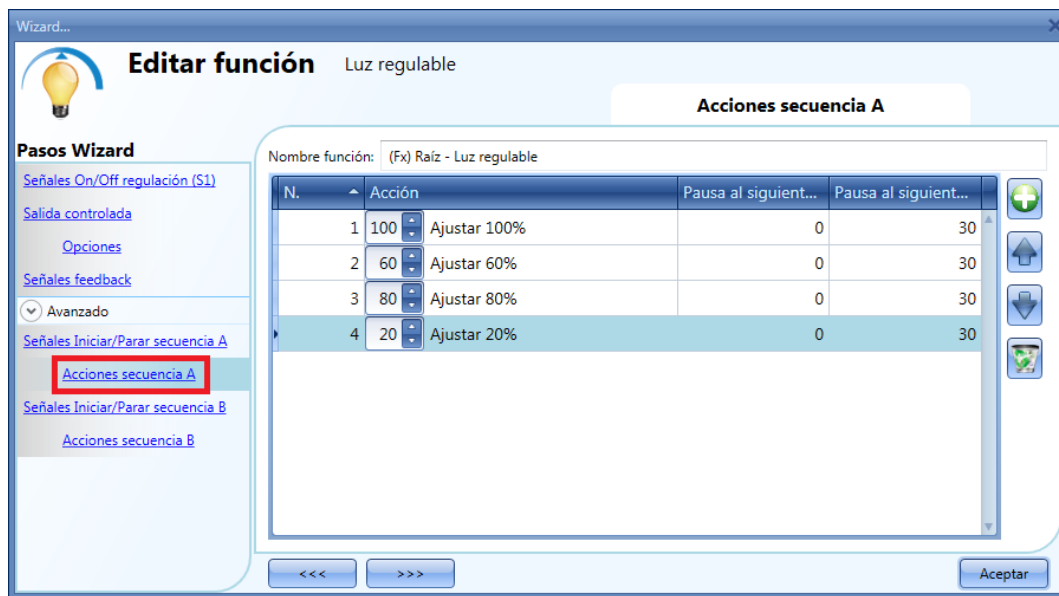 Wizard...
Editar función Luz regulable
Acciones secuencia A
Pasos Wizard
Señales On/Off regulación (S1)
Salida controlada
Opciones
Señales feedback
Avanzado
Señales Iniciar/Parar secuencia A
Acciones secuencia A
Señales Iniciar/Parar secuencia B
Acciones secuencia B
Nombre función: (Fx) Raíz - Luz regulable
N. Acción Pausa al siguient... Pausa al siguient...
1 100 Ajustar 100% 0 30
2 60 Ajustar 60% 0 30
3 80 Ajustar 80% 0 30
4 20 Ajustar 20% 0 30
<<< >>> Aceptar